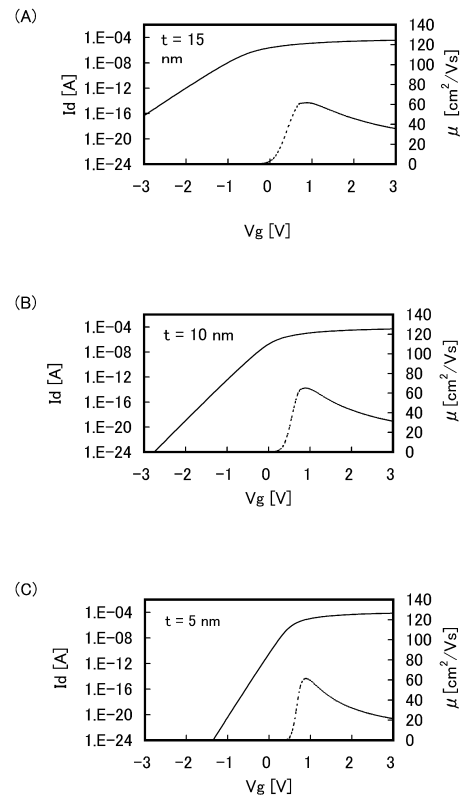 (A)
1.E−04
1.E−08
1.E−12
1.E−16
1.E−20
1.E−24
Id [A]
t = 15
nm
140
120
100
80
60
40
20
0
μ [cm²/Vs]
−3 −2 −1 0 1 2 3
Vg [V]
(B)
1.E−04
1.E−08
1.E−12
1.E−16
1.E−20
1.E−24
Id [A]
t = 10 nm
140
120
100
80
60
40
20
0
μ [cm²/Vs]
−3 −2 −1 0 1 2 3
Vg [V]
(C)
1.E−04
1.E−08
1.E−12
1.E−16
1.E−20
1.E−24
Id [A]
t = 5 nm
140
120
100
80
60
40
20
0
μ [cm²/Vs]
−3 −2 −1 0 1 2 3
Vg [V]